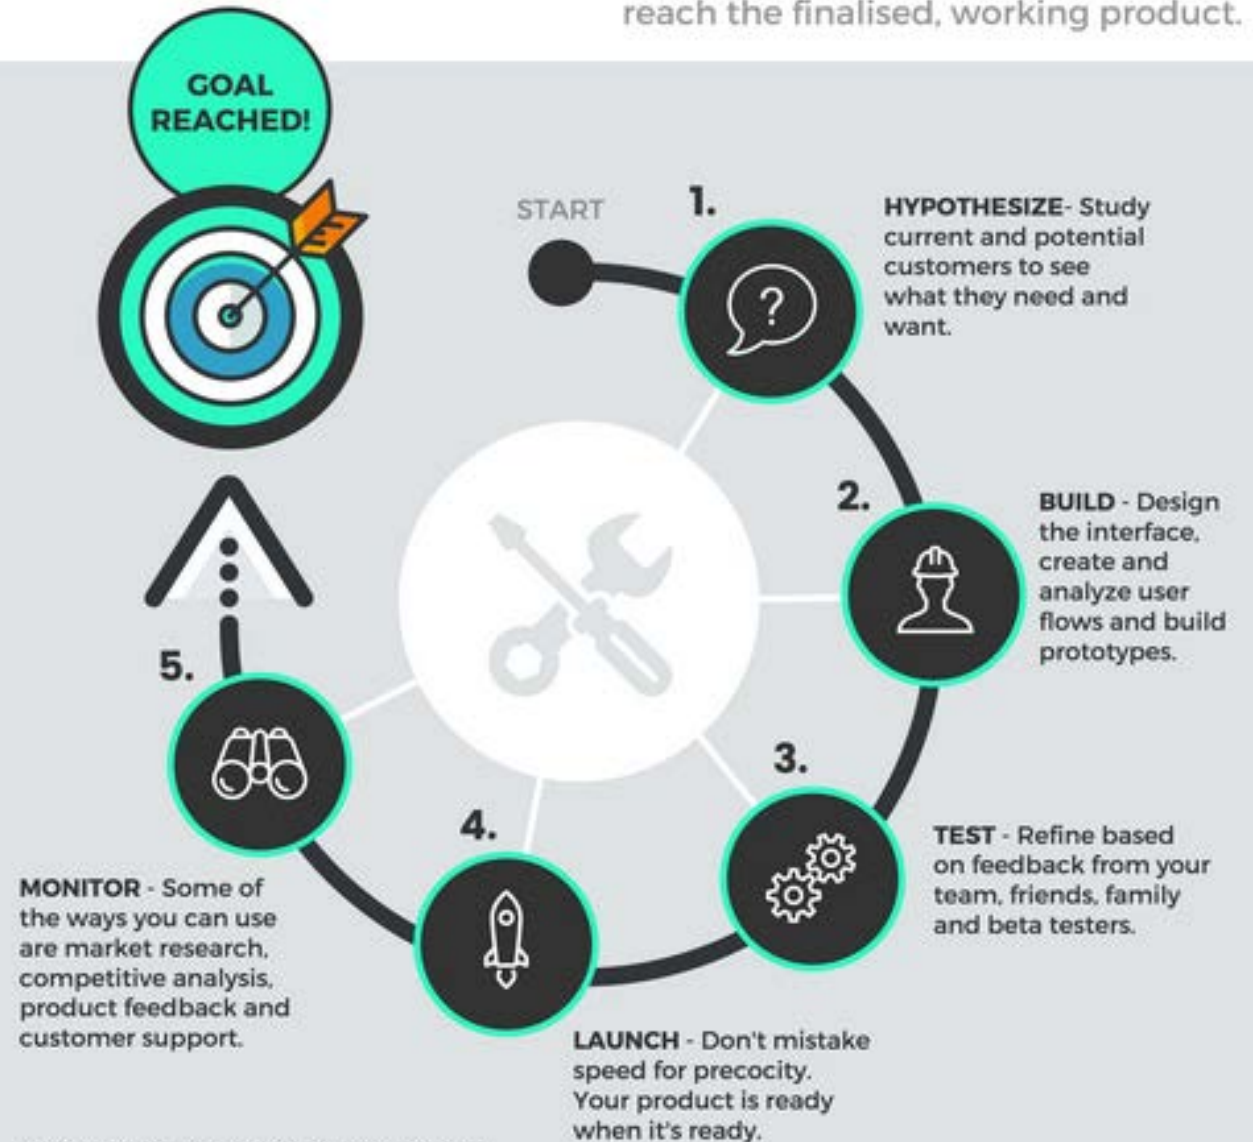 reach the finalised, working product.
GOAL
REACHED!
START
1.
HYPOTHESIZE- Study
current and potential
customers to see
what they need and
want.
?
2.
BUILD - Design
the interface,
create and
analyze user
flows and build
prototypes.
3.
TEST - Refine based
on feedback from your
team, friends, family
and beta testers.
4.
LAUNCH - Don't mistake
speed for precocity.
Your product is ready
when it's ready.
5.
MONITOR - Some of
the ways you can use
are market research,
competitive analysis,
product feedback and
customer support.